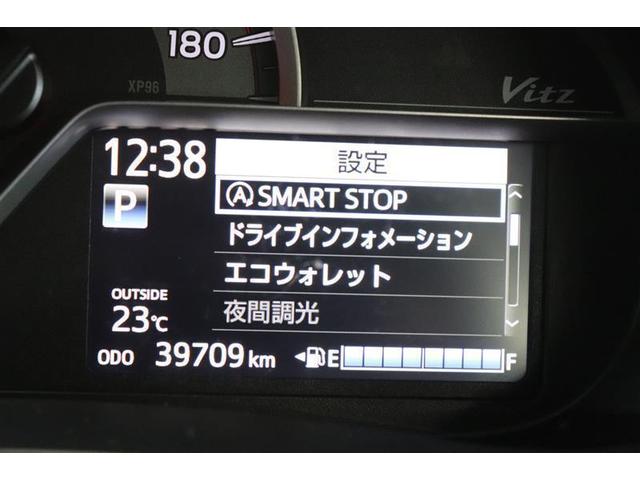 180
XP96
Vitz
12:38
設定
P
A SMART STOP
ドライブインフォメーション
エコウォレット
OUTSIDE
23℃
夜間調光
ODO 39709 km
E F